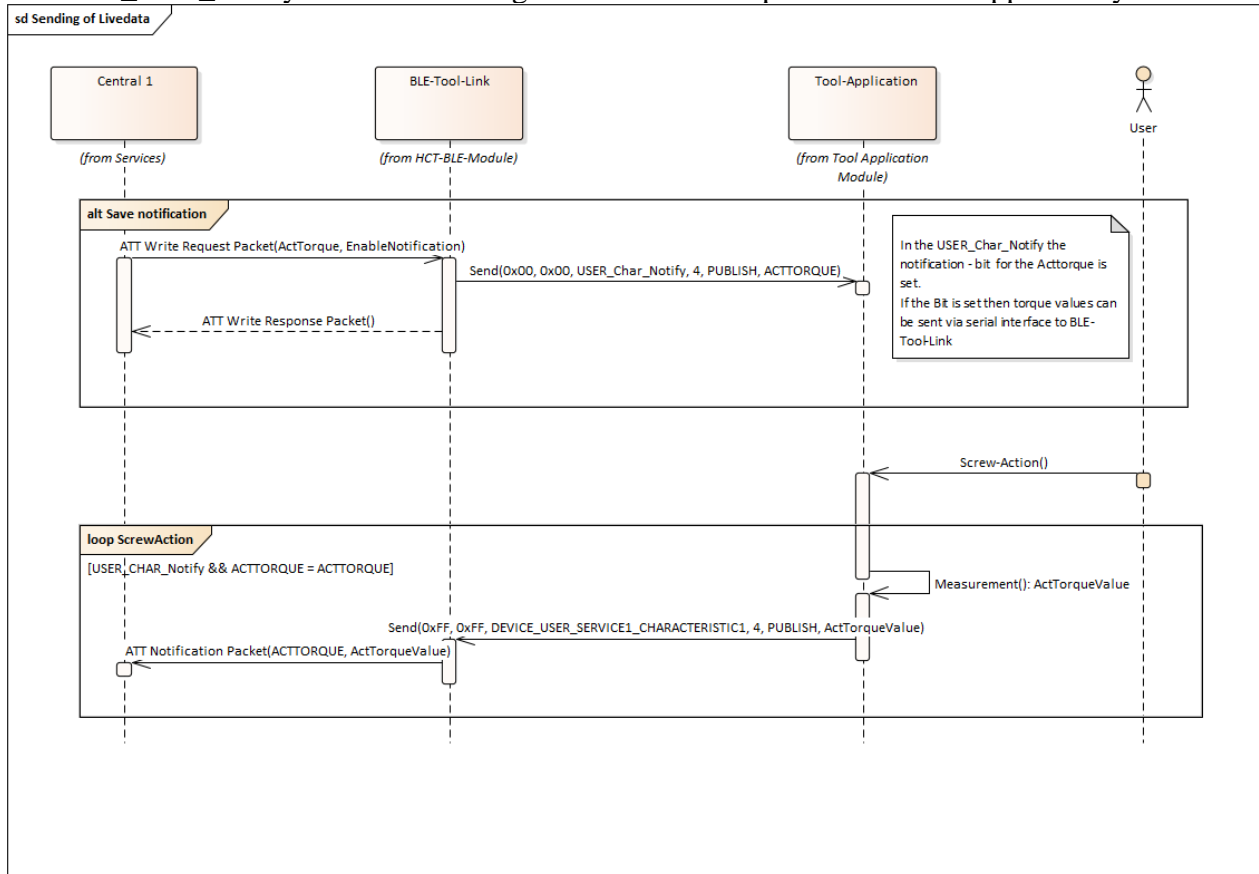 sd Sending of Livedata
Central 1
BLE-Tool-Link
Tool-Application
User
(from Services)
(from HCT-BLE-Module)
(from Tool Application
Module)
alt Save notification
ATT Write Request Packet(ActTorque, EnableNotification)
Send(0x00, 0x00, USER_Char_Notify, 4, PUBLISH, ACTTORQUE)
ATT Write Response Packet()
In the USER_Char_Notify the
notification - bit for the Acttorque is
set.
If the Bit is set then torque values can
be sent via serial interface to BLE-
Tool-Link
Screw-Action()
loop ScrewAction
[USER_CHAR_Notify && ACTTORQUE = ACTTORQUE]
Measurement(): ActTorqueValue
Send(0xFF, 0xFF, DEVICE_USER_SERVICE1_CHARACTERISTIC1, 4, PUBLISH, ActTorqueValue)
ATT Notification Packet(ACTTORQUE, ActTorqueValue)